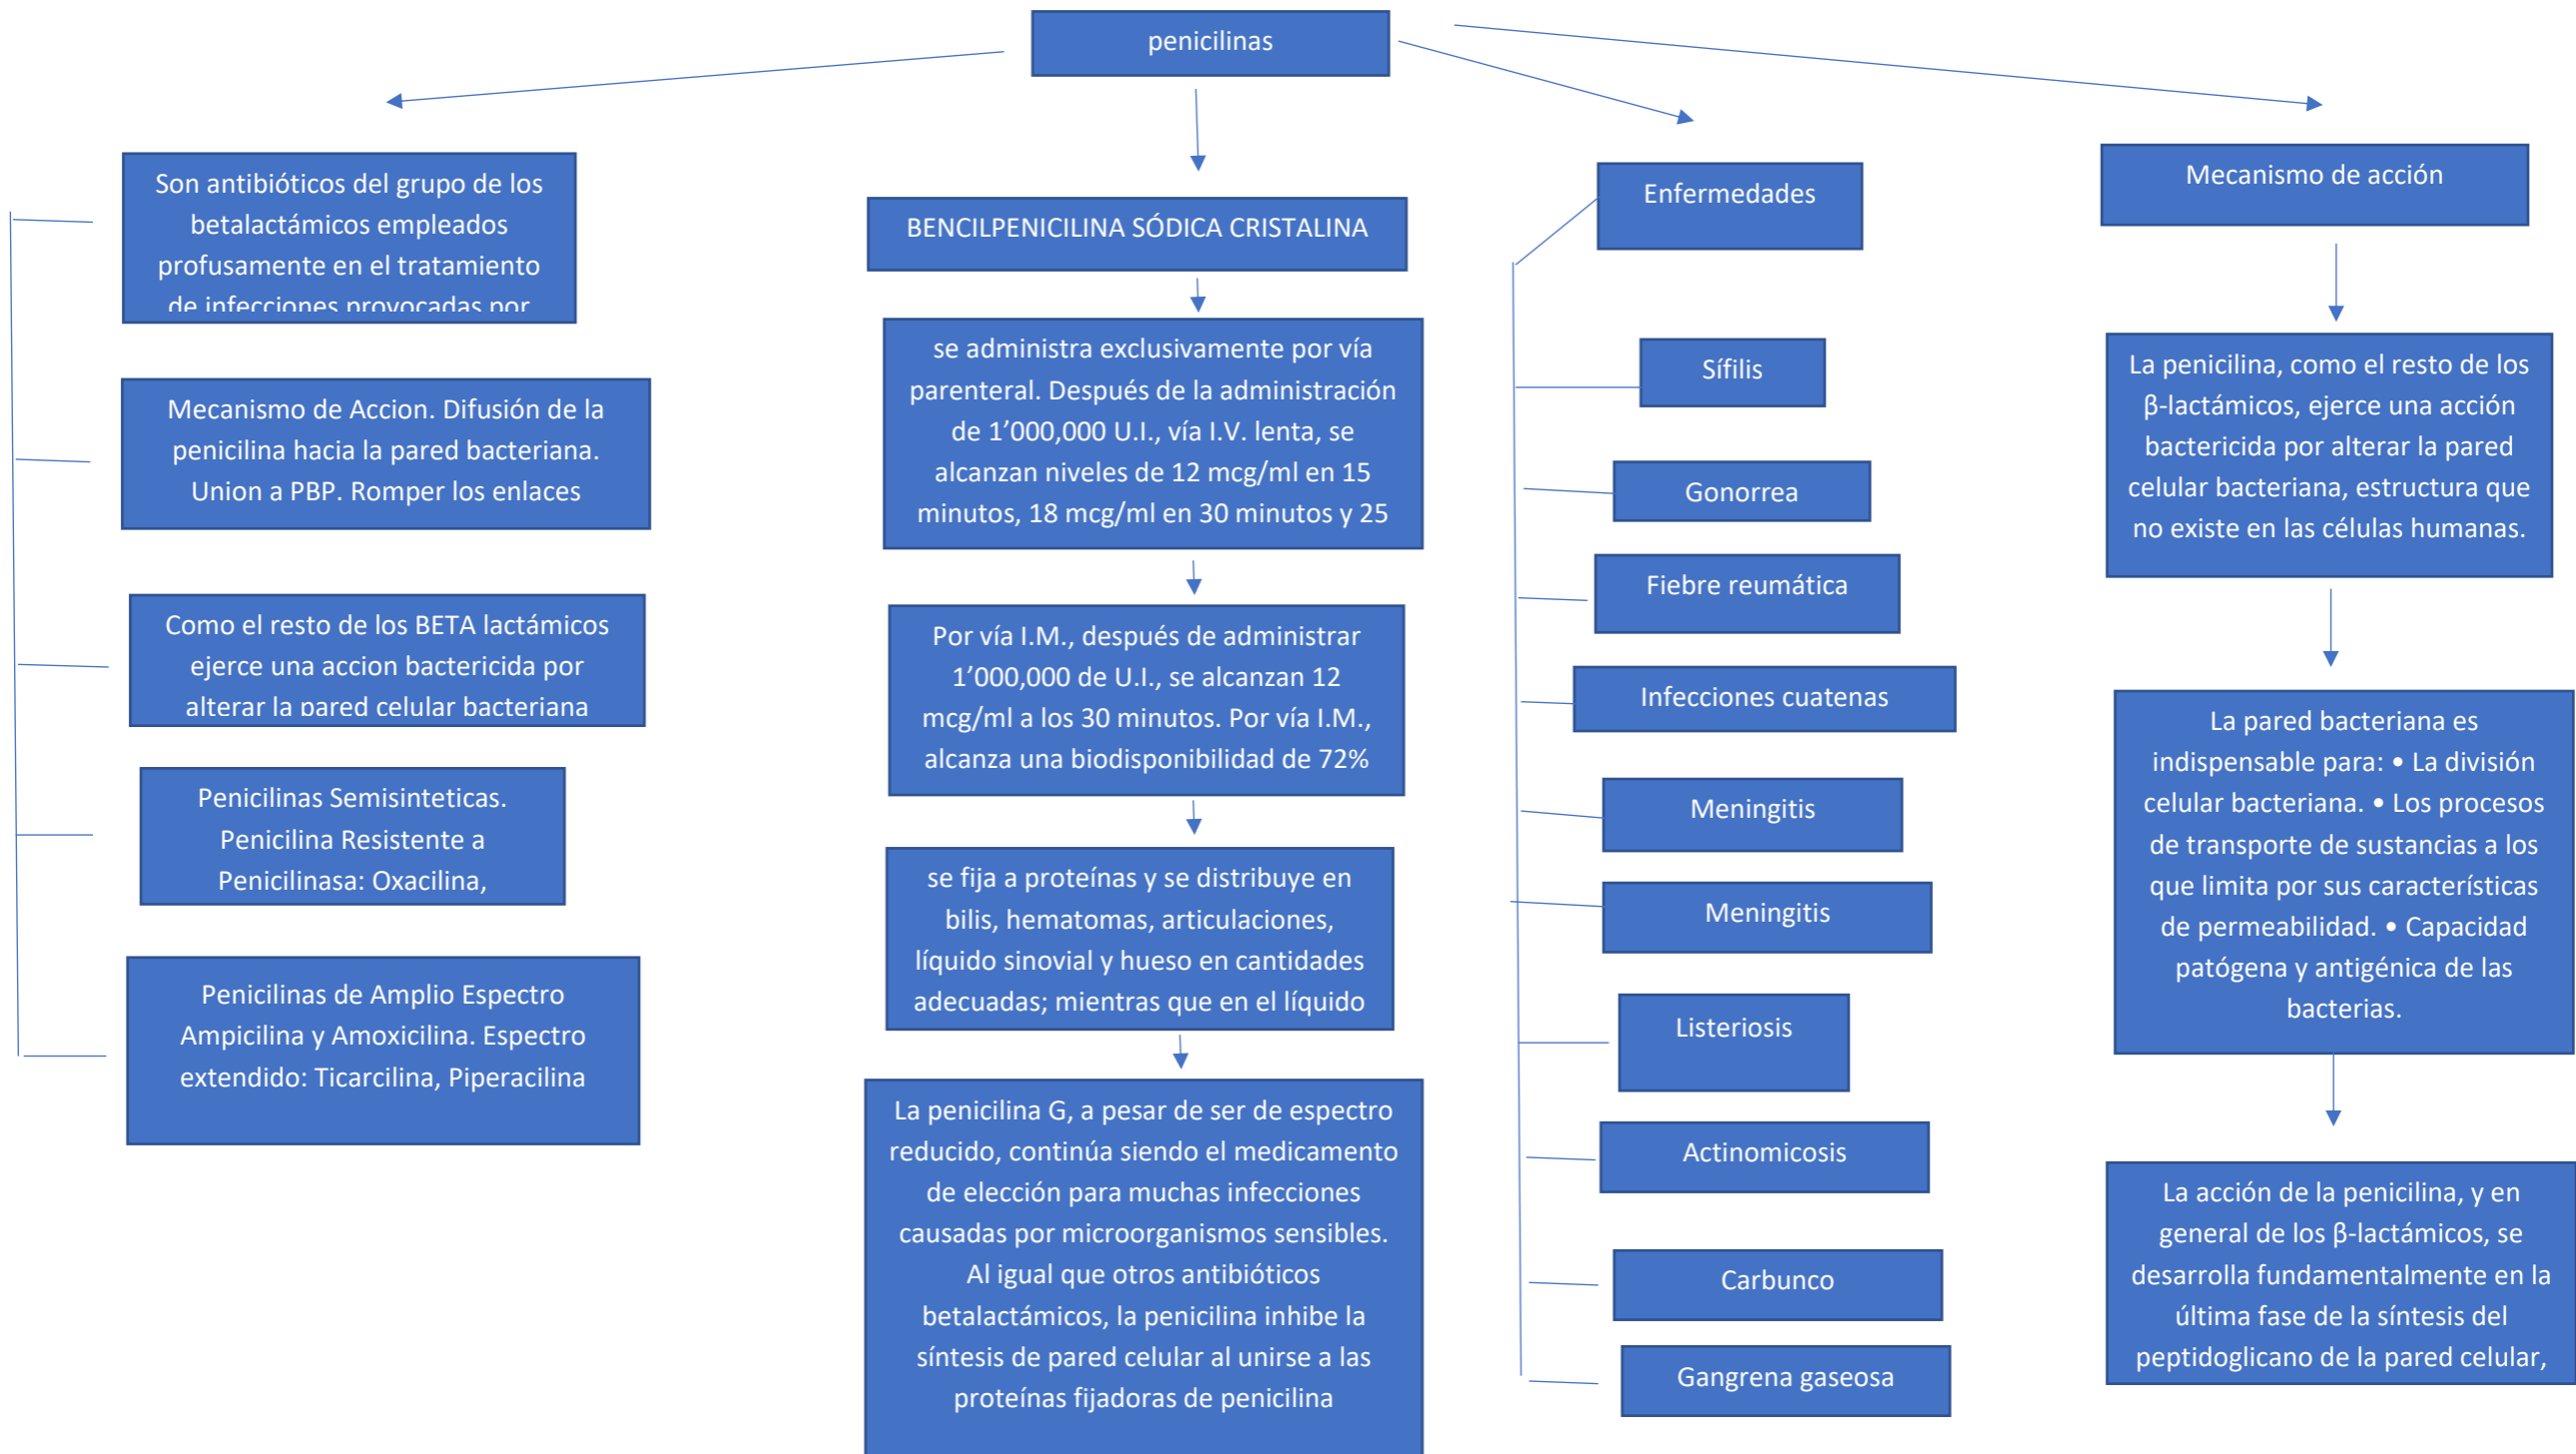 penicilinas
Son antibióticos del grupo de los
betalactámicos empleados
profusamente en el tratamiento
de infecciones provocadas por
Mecanismo de Accion. Difusión de la
penicilina hacia la pared bacteriana.
Union a PBP. Romper los enlaces
Como el resto de los BETA lactámicos
ejerce una accion bactericida por
alterar la pared celular bacteriana
Penicilinas Semisinteticas.
Penicilina Resistente a
Penicilinasa: Oxacilina,
Penicilinas de Amplio Espectro
Ampicilina y Amoxicilina. Espectro
extendido: Ticarcilina, Piperacilina
BENCILPENICILINA SÓDICA CRISTALINA
se administra exclusivamente por vía
parenteral. Después de la administración
de 1’000,000 U.I., vía I.V. lenta, se
alcanzan niveles de 12 mcg/ml en 15
minutos, 18 mcg/ml en 30 minutos y 25
Por vía I.M., después de administrar
1’000,000 de U.I., se alcanzan 12
mcg/ml a los 30 minutos. Por vía I.M.,
alcanza una biodisponibilidad de 72%
se fija a proteínas y se distribuye en
bilis, hematomas, articulaciones,
líquido sinovial y hueso en cantidades
adecuadas; mientras que en el líquido
La penicilina G, a pesar de ser de espectro
reducido, continúa siendo el medicamento
de elección para muchas infecciones
causadas por microorganismos sensibles.
Al igual que otros antibióticos
betalactámicos, la penicilina inhibe la
síntesis de pared celular al unirse a las
proteínas fijadoras de penicilina
Enfermedades
Sífilis
Gonorrea
Fiebre reumática
Infecciones cuatenas
Meningitis
Meningitis
Listeriosis
Actinomicosis
Carbunco
Gangrena gaseosa
Mecanismo de acción
La penicilina, como el resto de los
β-lactámicos, ejerce una acción
bactericida por alterar la pared
celular bacteriana, estructura que
no existe en las células humanas.
La pared bacteriana es
indispensable para: • La división
celular bacteriana. • Los procesos
de transporte de sustancias a los
que limita por sus características
de permeabilidad. • Capacidad
patógena y antigénica de las
bacterias.
La acción de la penicilina, y en
general de los β-lactámicos, se
desarrolla fundamentalmente en la
última fase de la síntesis del
peptidoglicano de la pared celular,